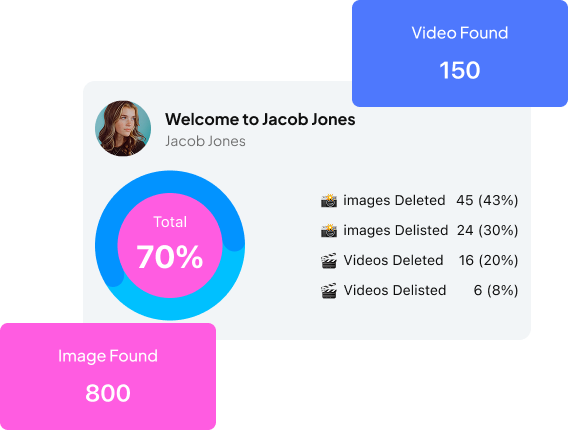 Video Found
150
Welcome to Jacob Jones
Jacob Jones
Total
70%
images Deleted 45 (43%)
images Delisted 24 (30%)
Videos Deleted 16 (20%)
Videos Delisted 6 (8%)
Image Found
800